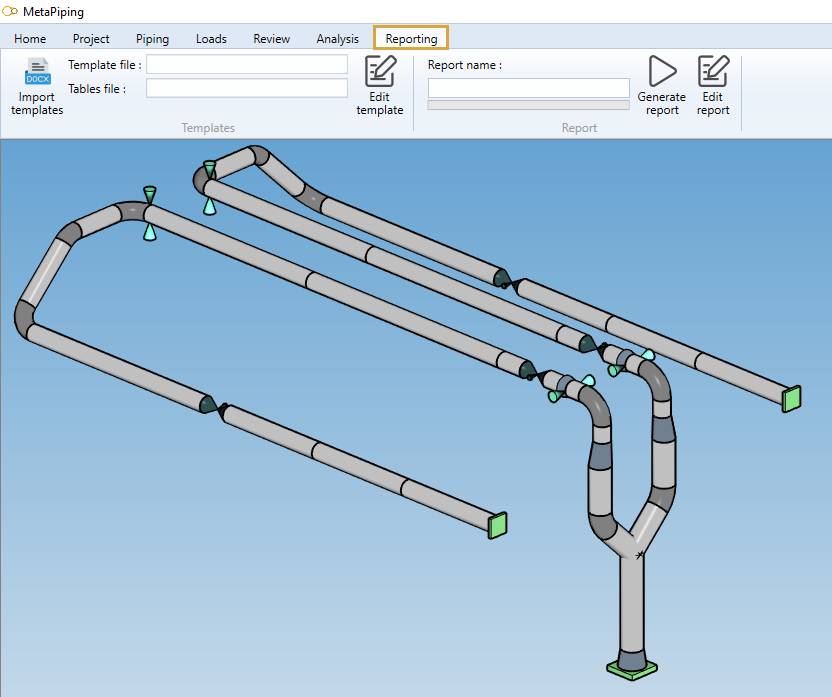 MetaPiping
Home Project Piping Loads Review Analysis Reporting
DOCX
Import
templates
Template file :
Tables file :
Edit
template
Templates
Report name :
Generate
report
Edit
report
Report